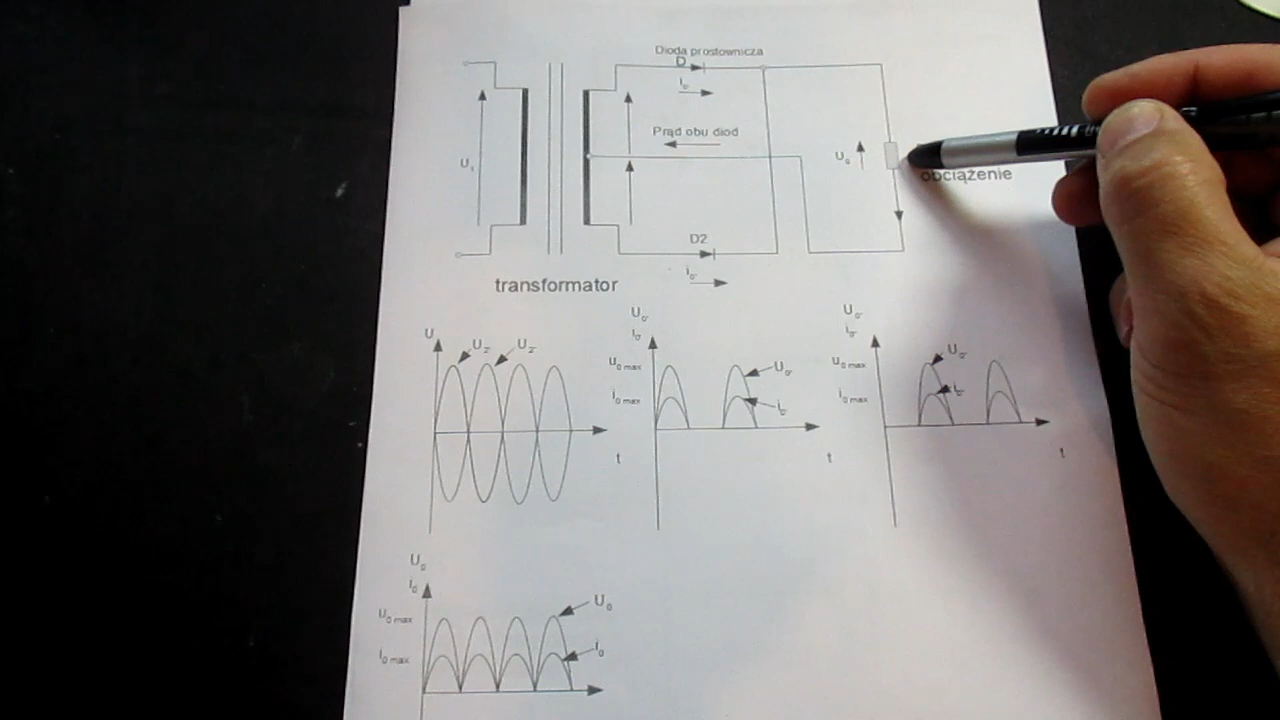 Dioda prostownicza
D
i₀'
Prąd obu diod
U₁
U₀
obciążenie
D2
i₀"
transformator
U
U₂'
U₂"
U₀'
i₀'
u₀ max
i₀ max
U₀'
i₀'
t
t
U₀"
i₀"
u₀ max
i₀ max
U₀"
i₀"
t
U₀
i₀
U₀ max
i₀ max
U₀
i₀